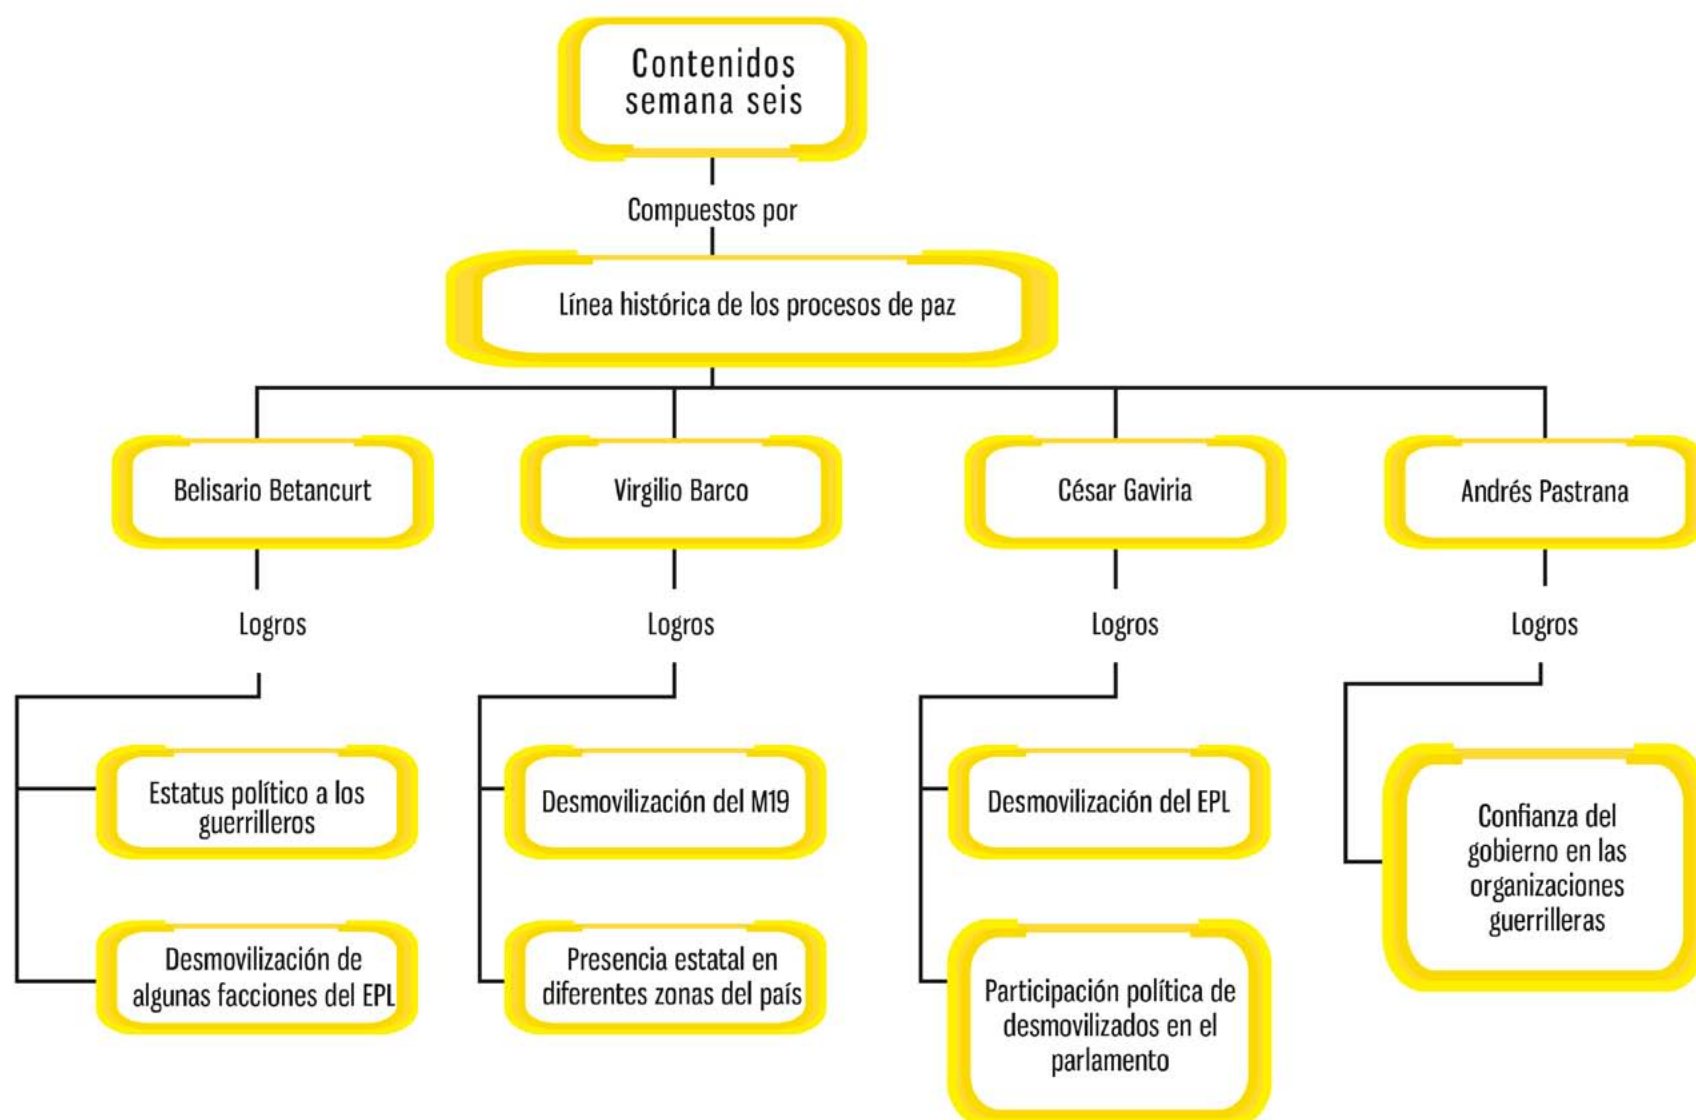 Contenidos
semana seis
Compuestos por
Línea histórica de los procesos de paz
Belisario Betancurt
Virgilio Barco
César Gaviria
Andrés Pastrana
Logros
Logros
Logros
Logros
Estatus político a los
guerrilleros
Desmovilización de
algunas facciones del EPL
Desmovilización del M19
Presencia estatal en
diferentes zonas del país
Desmovilización del EPL
Participación política de
desmovilizados en el
parlamento
Confianza del
gobierno en las
organizaciones
guerrilleras